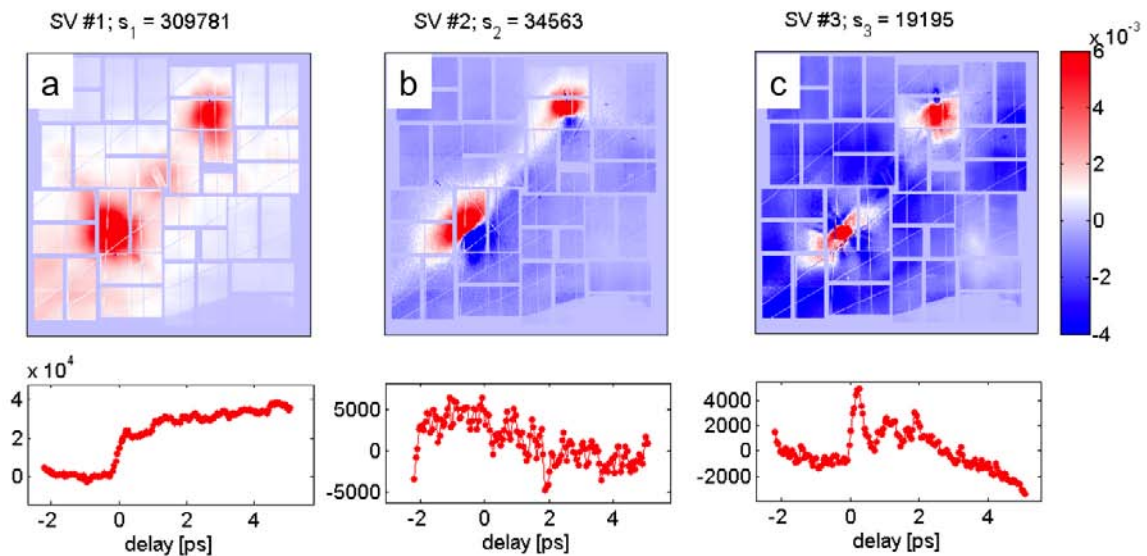 SV #1; s1 = 309781
SV #2; s2 = 34563
SV #3; s3 = 19195
a
b
c
x 10-3
6
4
2
0
-2
-4
x 10^4
4
2
0
-2
0
2
4
delay [ps]
5000
0
-5000
-2
0
2
4
delay [ps]
4000
2000
0
-2000
-2
0
2
4
delay [ps]